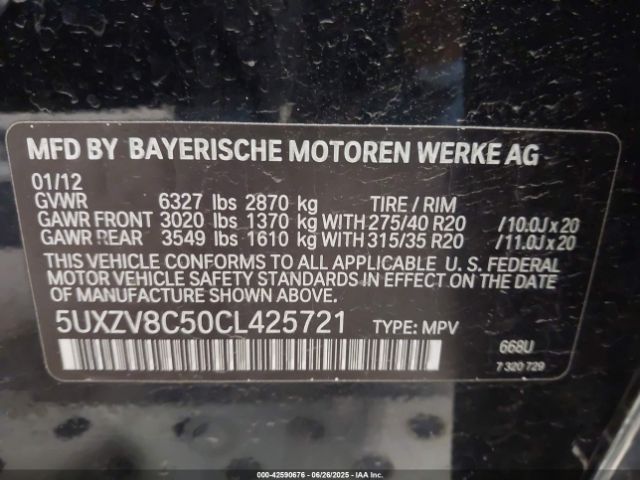 MFD BY BAYERISCHE MOTOREN WERKE AG
01/12
GVWR 6327 lbs 2870 kg TIRE / RIM
GAWR FRONT 3020 lbs 1370 kg WITH 275/40 R20 /10.0J x 20
GAWR REAR 3549 lbs 1610 kg WITH 315/35 R20 /11.0J x 20
THIS VEHICLE CONFORMS TO ALL APPLICABLE U. S. FEDERAL
MOTOR VEHICLE SAFETY STANDARDS IN EFFECT ON THE DATE
OF MANUFACTURE SHOWN ABOVE.
5UXZV8C50CL425721 TYPE: MPV 668U
7 320 729
Owner - 42590676 | 06/26/2025 - IAAI.com